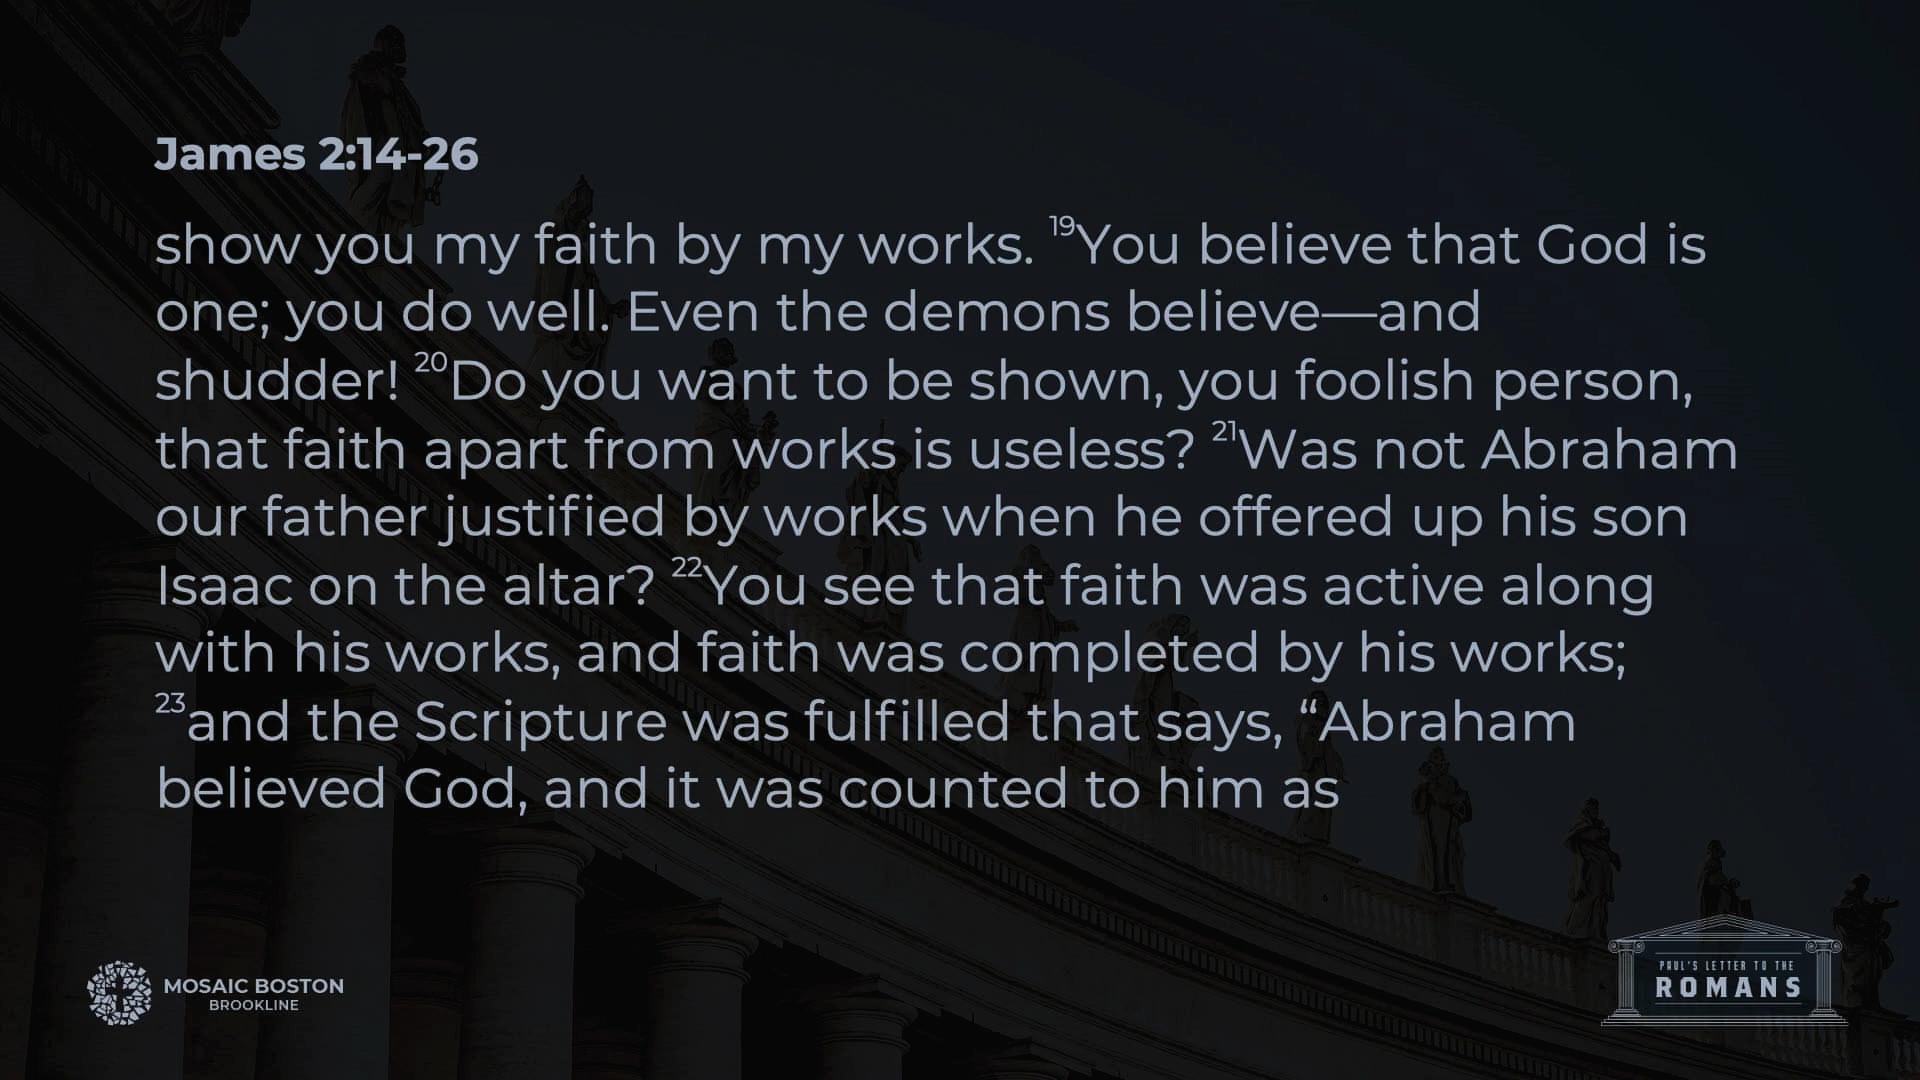 James 2:14-26
show you my faith by my works. 19You believe that God is
one; you do well. Even the demons believe—and
shudder! 20Do you want to be shown, you foolish person,
that faith apart from works is useless? 21Was not Abraham
our father justified by works when he offered up his son
Isaac on the altar? 22You see that faith was active along
with his works, and faith was completed by his works;
23and the Scripture was fulfilled that says, “Abraham
believed God, and it was counted to him as
MOSAIC BOSTON
BROOKLINE
PAUL'S LETTER TO THE
ROMANS